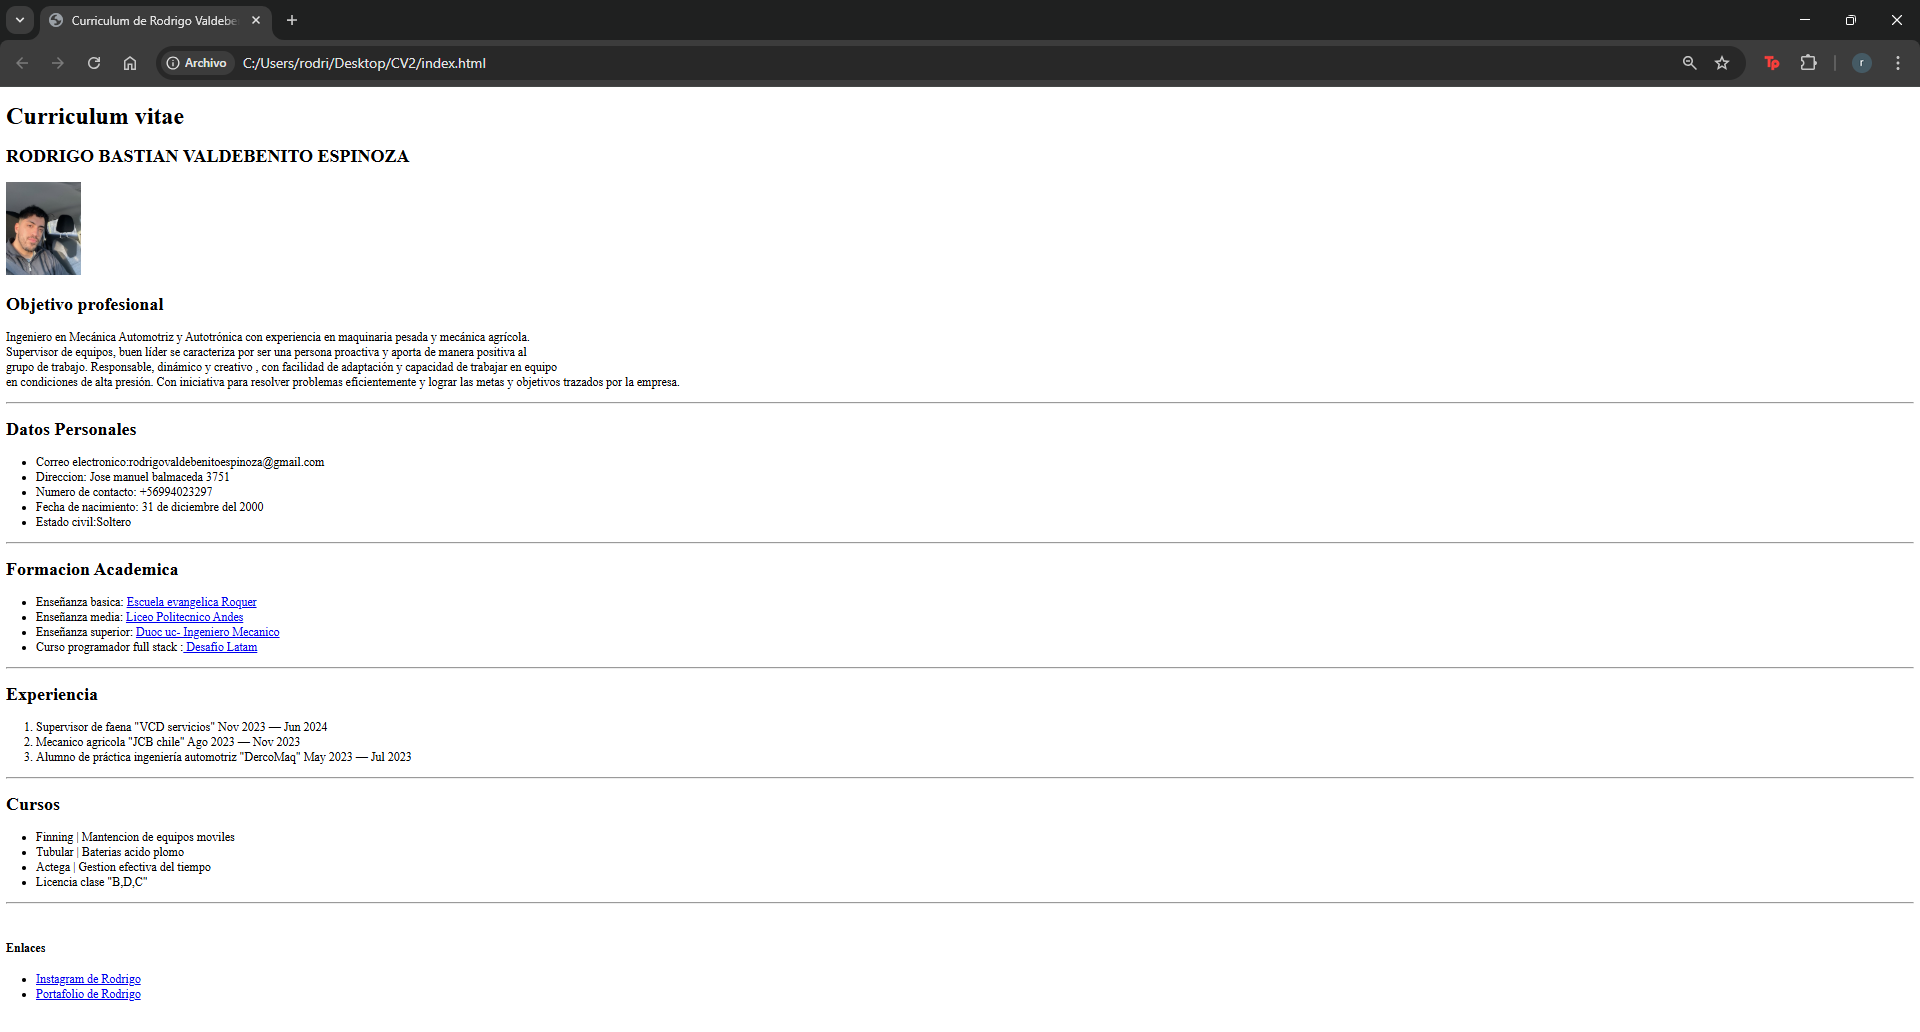 Curriculum de Rodrigo Valdebe
Archivo C:/Users/rodri/Desktop/CV2/index.html
Tp
r
Curriculum vitae
RODRIGO BASTIAN VALDEBENITO ESPINOZA
Objetivo profesional
Ingeniero en Mecánica Automotriz y Autotrónica con experiencia en maquinaria pesada y mecánica agrícola.
Supervisor de equipos, buen líder se caracteriza por ser una persona proactiva y aporta de manera positiva al
grupo de trabajo. Responsable, dinámico y creativo , con facilidad de adaptación y capacidad de trabajar en equipo
en condiciones de alta presión. Con iniciativa para resolver problemas eficientemente y lograr las metas y objetivos trazados por la empresa.
Datos Personales
Correo electronico:rodrigovaldebenitoespinoza@gmail.com
Direccion: Jose manuel balmaceda 3751
Numero de contacto: +56994023297
Fecha de nacimiento: 31 de diciembre del 2000
Estado civil:Soltero
Formacion Academica
Enseñanza basica: Escuela evangelica Roquer
Enseñanza media: Liceo Politecnico Andes
Enseñanza superior: Duoc uc- Ingeniero Mecanico
Curso programador full stack : Desafio Latam
Experiencia
1. Supervisor de faena "VCD servicios" Nov 2023 — Jun 2024
2. Mecanico agricola "JCB chile" Ago 2023 — Nov 2023
3. Alumno de práctica ingeniería automotriz "DercoMaq" May 2023 — Jul 2023
Cursos
Finning | Mantencion de equipos moviles
Tubular | Baterias acido plomo
Actega | Gestion efectiva del tiempo
Licencia clase "B,D,C"
Enlaces
Instagram de Rodrigo
Portafolio de Rodrigo